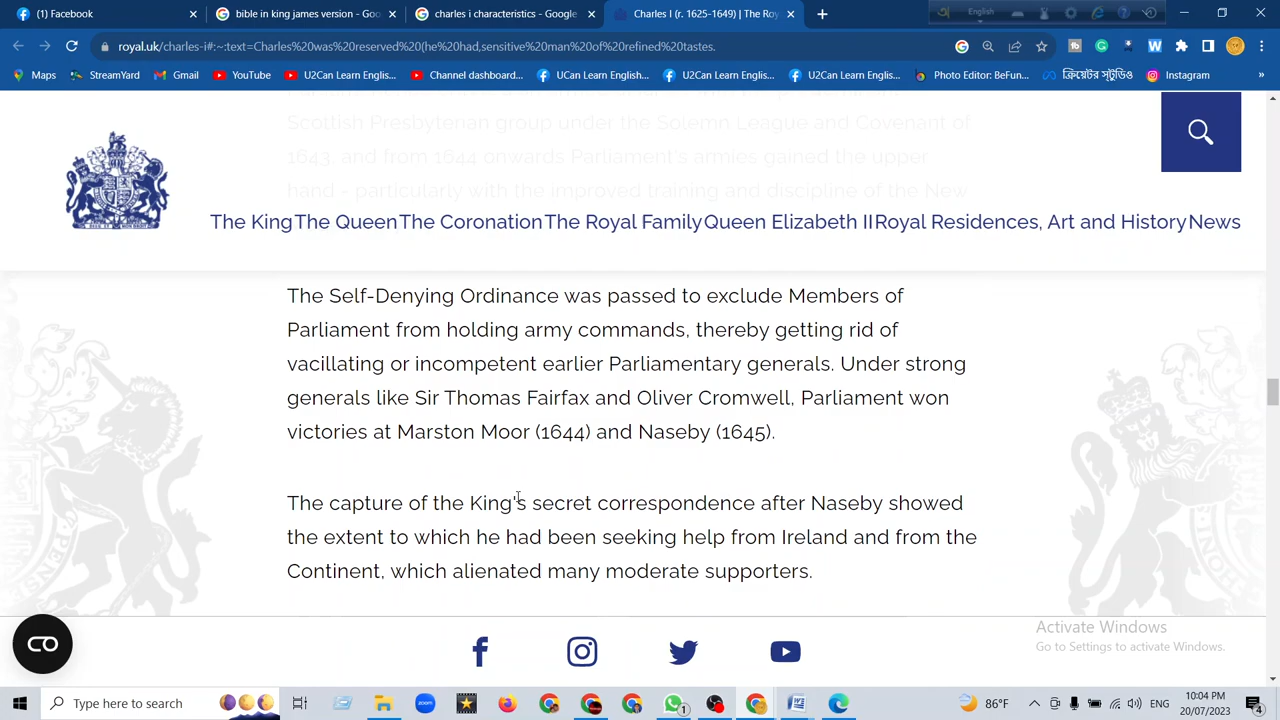 (1) Facebook
bible in king james version - Goo
charles i characteristics - Google
Charles I (r. 1625-1649) | The Roy
English
royal.uk/charles-i#:~:text=Charles%20was%20reserved%20(he%20had,sensitive%20man%20of%20refined%20tastes.
Maps
StreamYard
Gmail
YouTube
U2Can Learn Englis...
Channel dashboard...
UCan Learn English...
U2Can Learn Englis...
U2Can Learn Englis...
Photo Editor: BeFun...
ক্রিয়েটর স্টুডিও
Instagram
»
Scottish Presbyterian group under the Solemn League and Covenant of
1643, and from 1644 onwards Parliament's armies gained the upper
hand - particularly with the improved training and discipline of the New
The King The Queen The Coronation The Royal Family Queen Elizabeth II Royal Residences, Art and History News
The Self-Denying Ordinance was passed to exclude Members of
Parliament from holding army commands, thereby getting rid of
vacillating or incompetent earlier Parliamentary generals. Under strong
generals like Sir Thomas Fairfax and Oliver Cromwell, Parliament won
victories at Marston Moor (1644) and Naseby (1645).
The capture of the King's secret correspondence after Naseby showed
the extent to which he had been seeking help from Ireland and from the
Continent, which alienated many moderate supporters.
Activate Windows
Go to Settings to activate Windows.
Type here to search
zoom
1
86°F
ENG
10:04 PM
20/07/2023
4